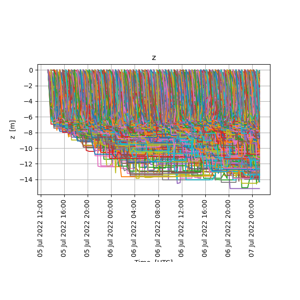 z
0
−2
−4
−6
−8
−10
−12
−14
z [m]
05 Jul 2022 12:00
05 Jul 2022 16:00
05 Jul 2022 20:00
06 Jul 2022 00:00
06 Jul 2022 04:00
06 Jul 2022 08:00
06 Jul 2022 12:00
06 Jul 2022 16:00
06 Jul 2022 20:00
07 Jul 2022 00:00
Time [UTC]